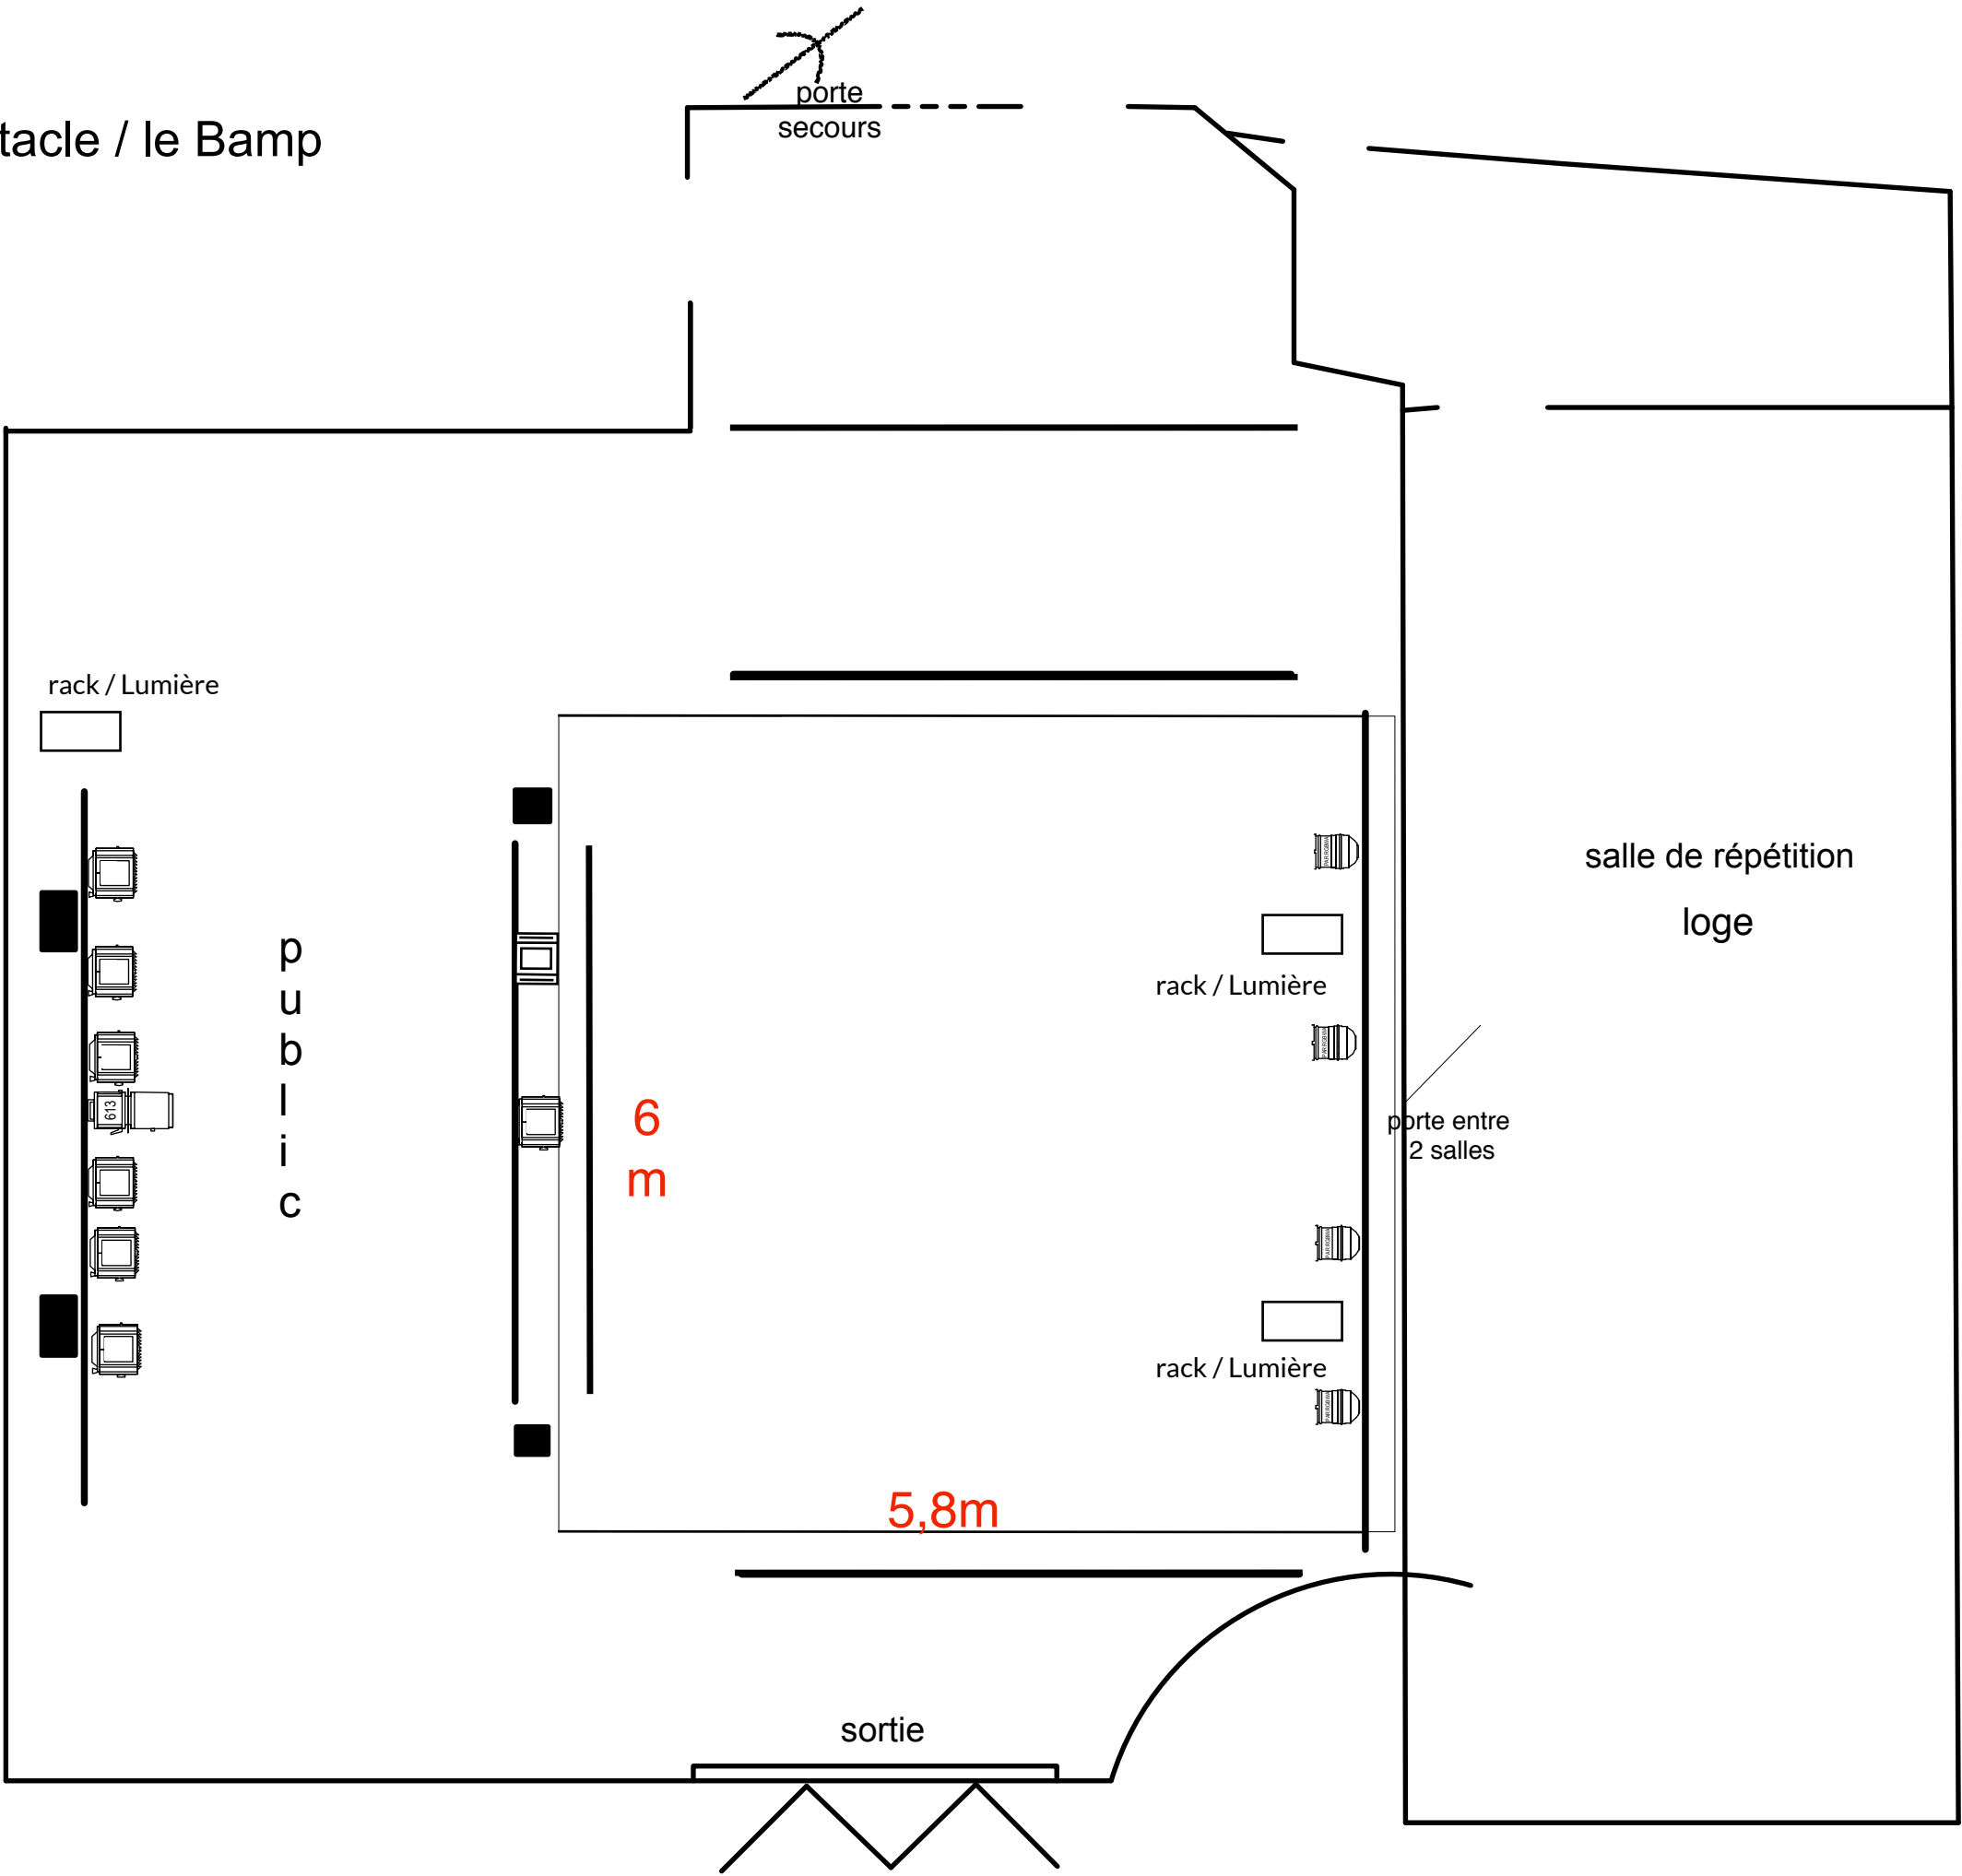 porte
secours
tacle / le Bamp
rack / Lumière
salle de répétition
loge
p
u
b
l
i
c
rack / Lumière
6
m
613
porte entre
2 salles
rack / Lumière
5,8m
sortie